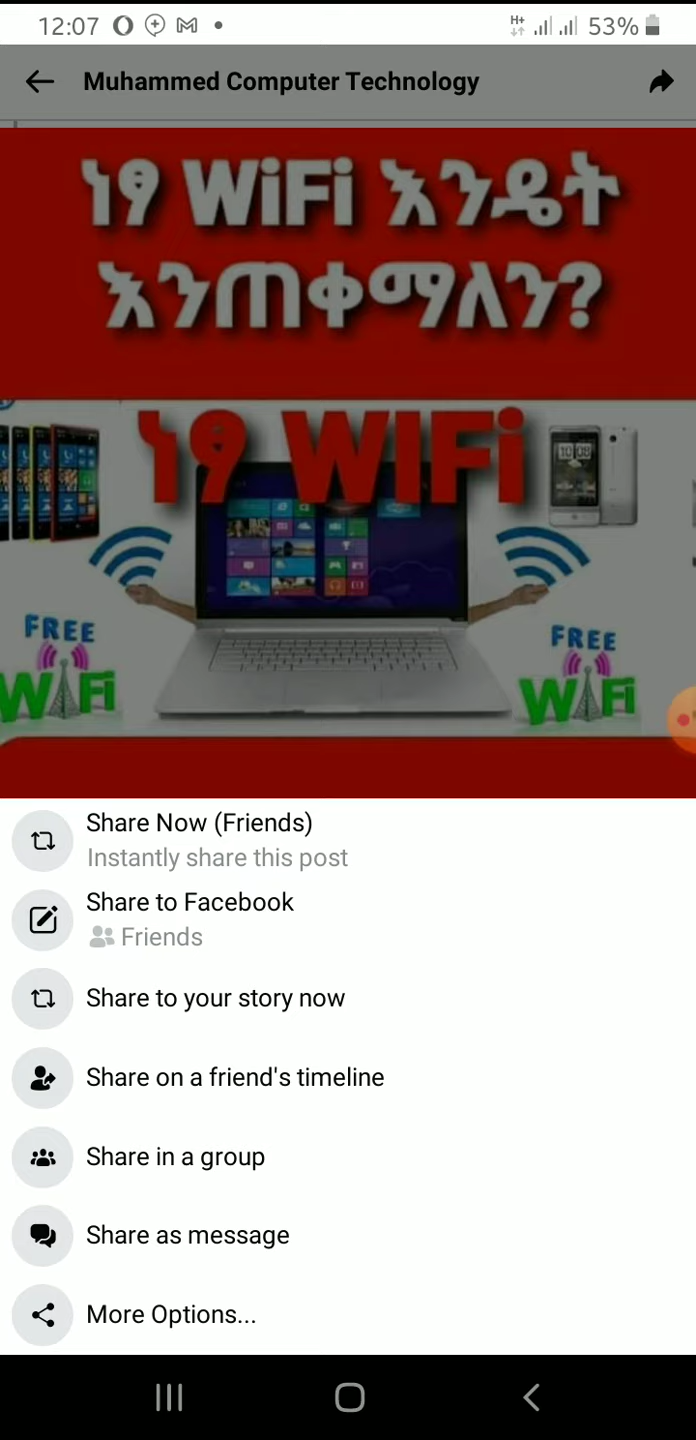 12:07
H+
53%
Muhammed Computer Technology
ነፃ WiFi እንዴት
እንጠቀማለን?
ነፃ WIFi
10 08
FREE
WiFi
FREE
WiFi
Share Now (Friends)
Instantly share this post
Share to Facebook
Friends
Share to your story now
Share on a friend's timeline
Share in a group
Share as message
More Options...